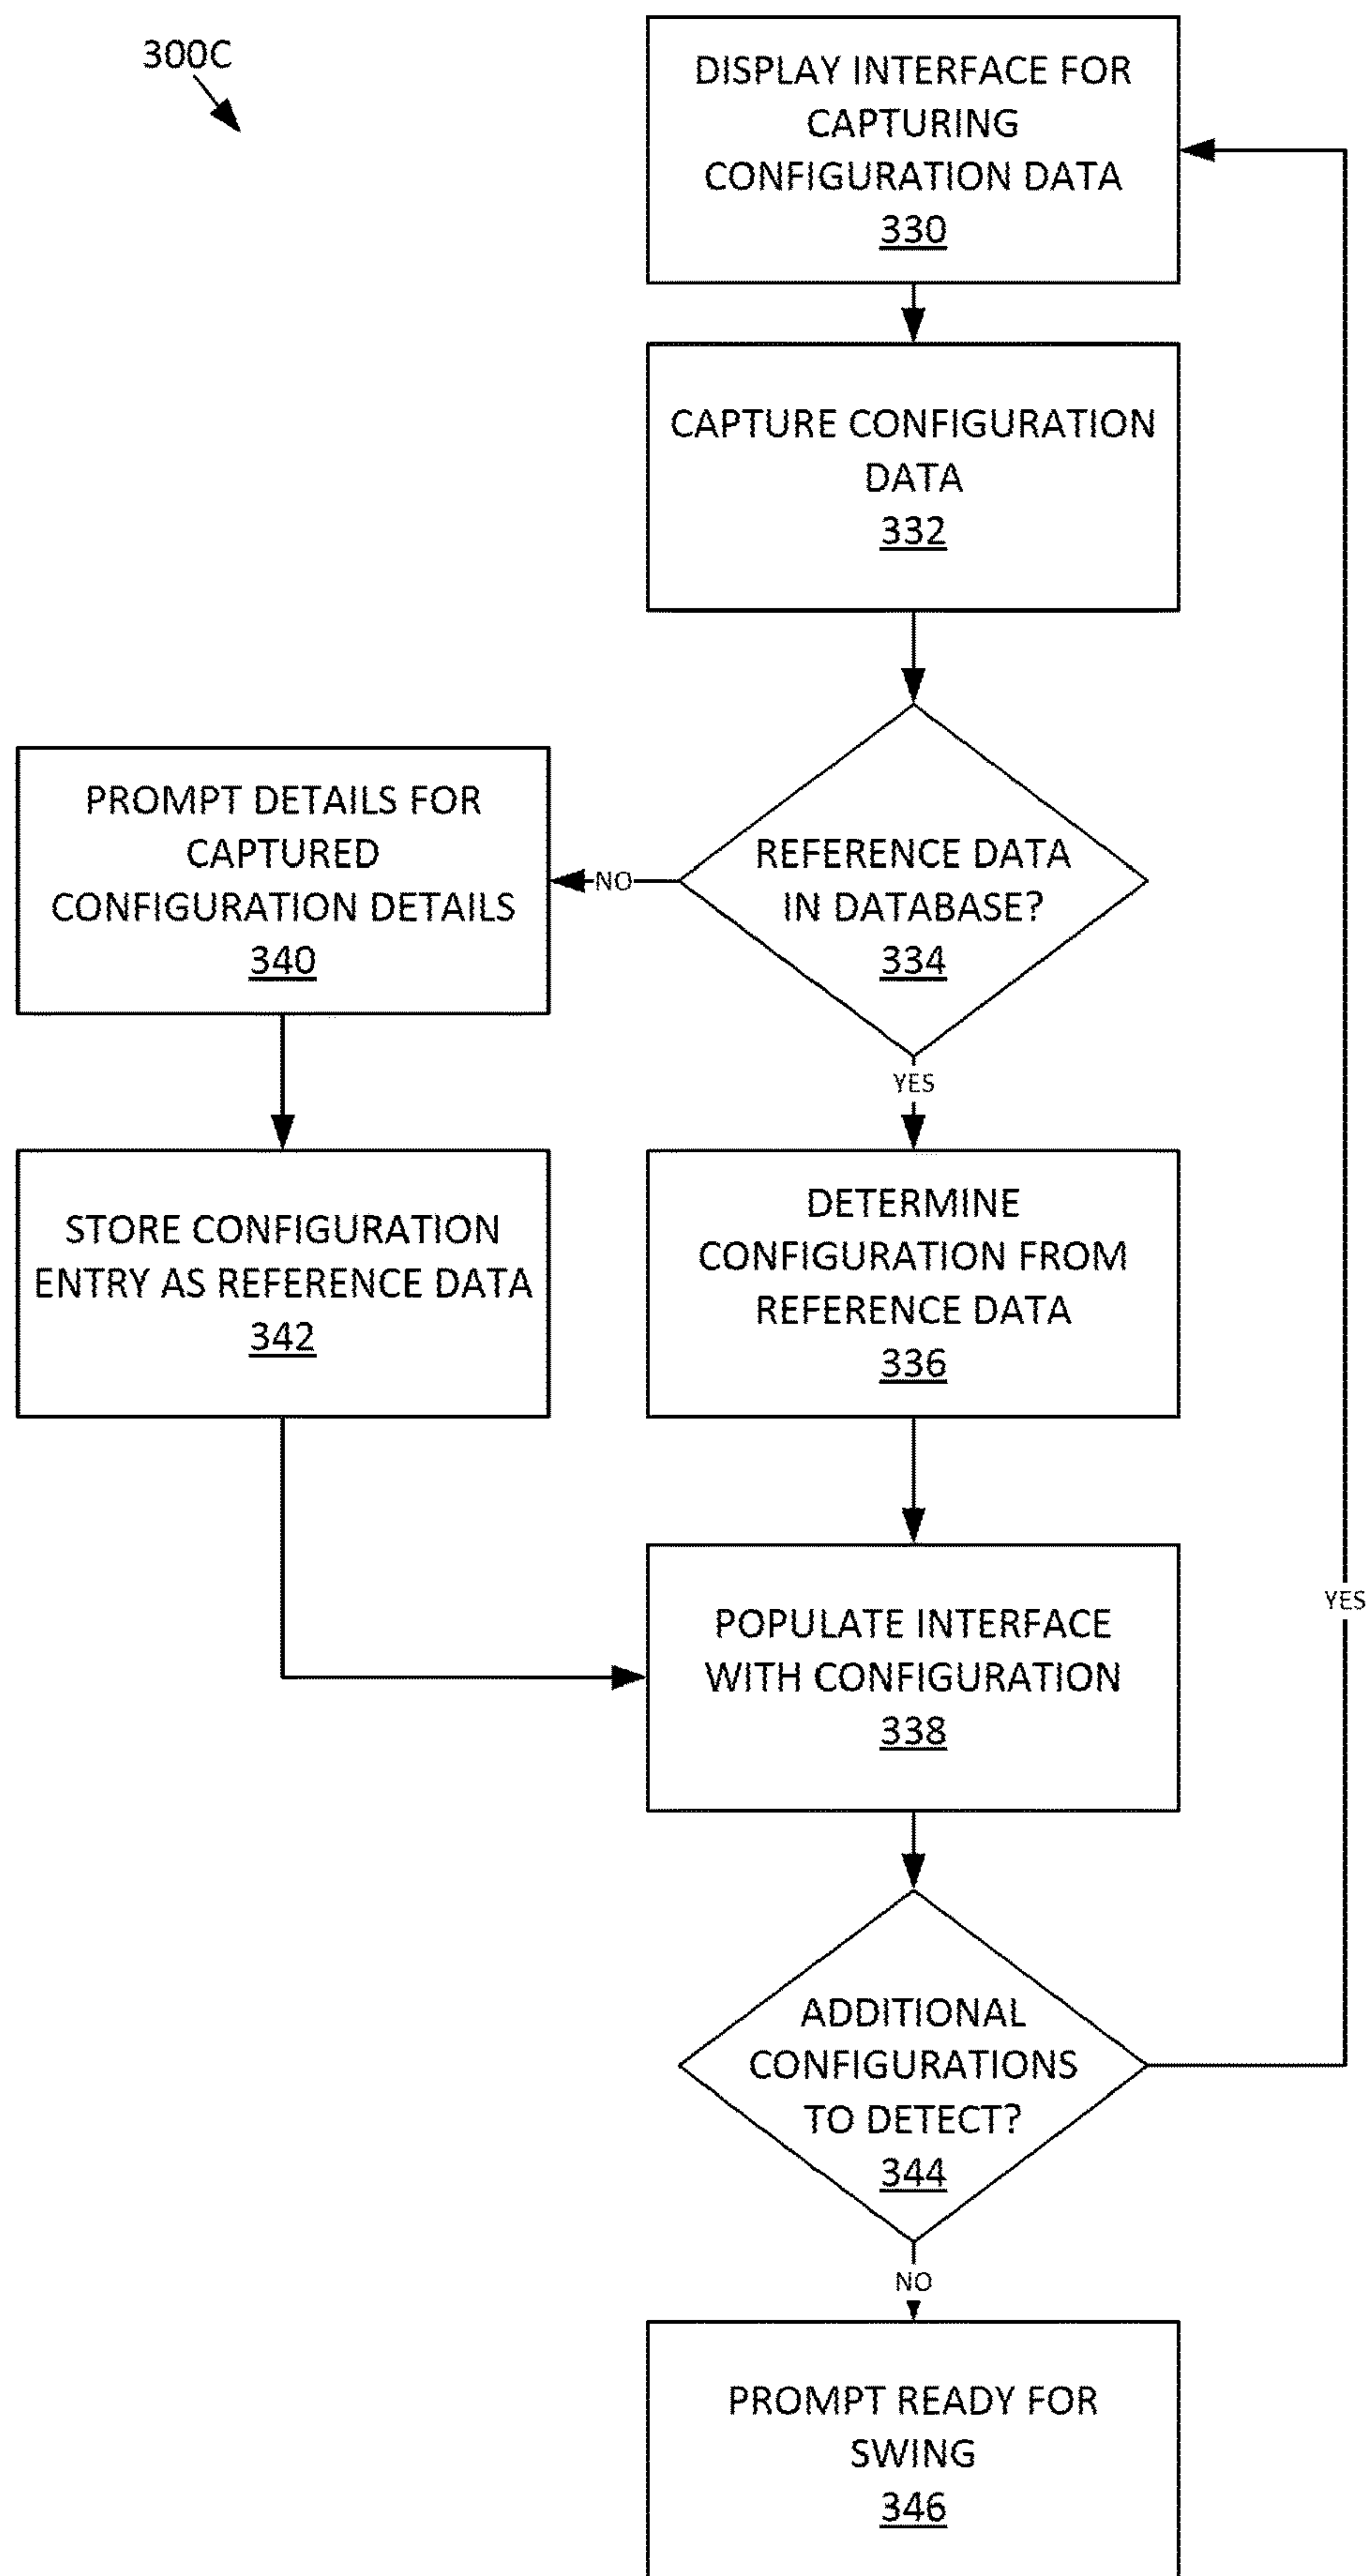 300C
DISPLAY INTERFACE FOR
CAPTURING
CONFIGURATION DATA
330
CAPTURE CONFIGURATION
DATA
332
REFERENCE DATA
IN DATABASE?
334
NO
PROMPT DETAILS FOR
CAPTURED
CONFIGURATION DETAILS
340
YES
STORE CONFIGURATION
ENTRY AS REFERENCE DATA
342
DETERMINE
CONFIGURATION FROM
REFERENCE DATA
336
POPULATE INTERFACE
WITH CONFIGURATION
338
YES
ADDITIONAL
CONFIGURATIONS
TO DETECT?
344
NO
PROMPT READY FOR
SWING
346